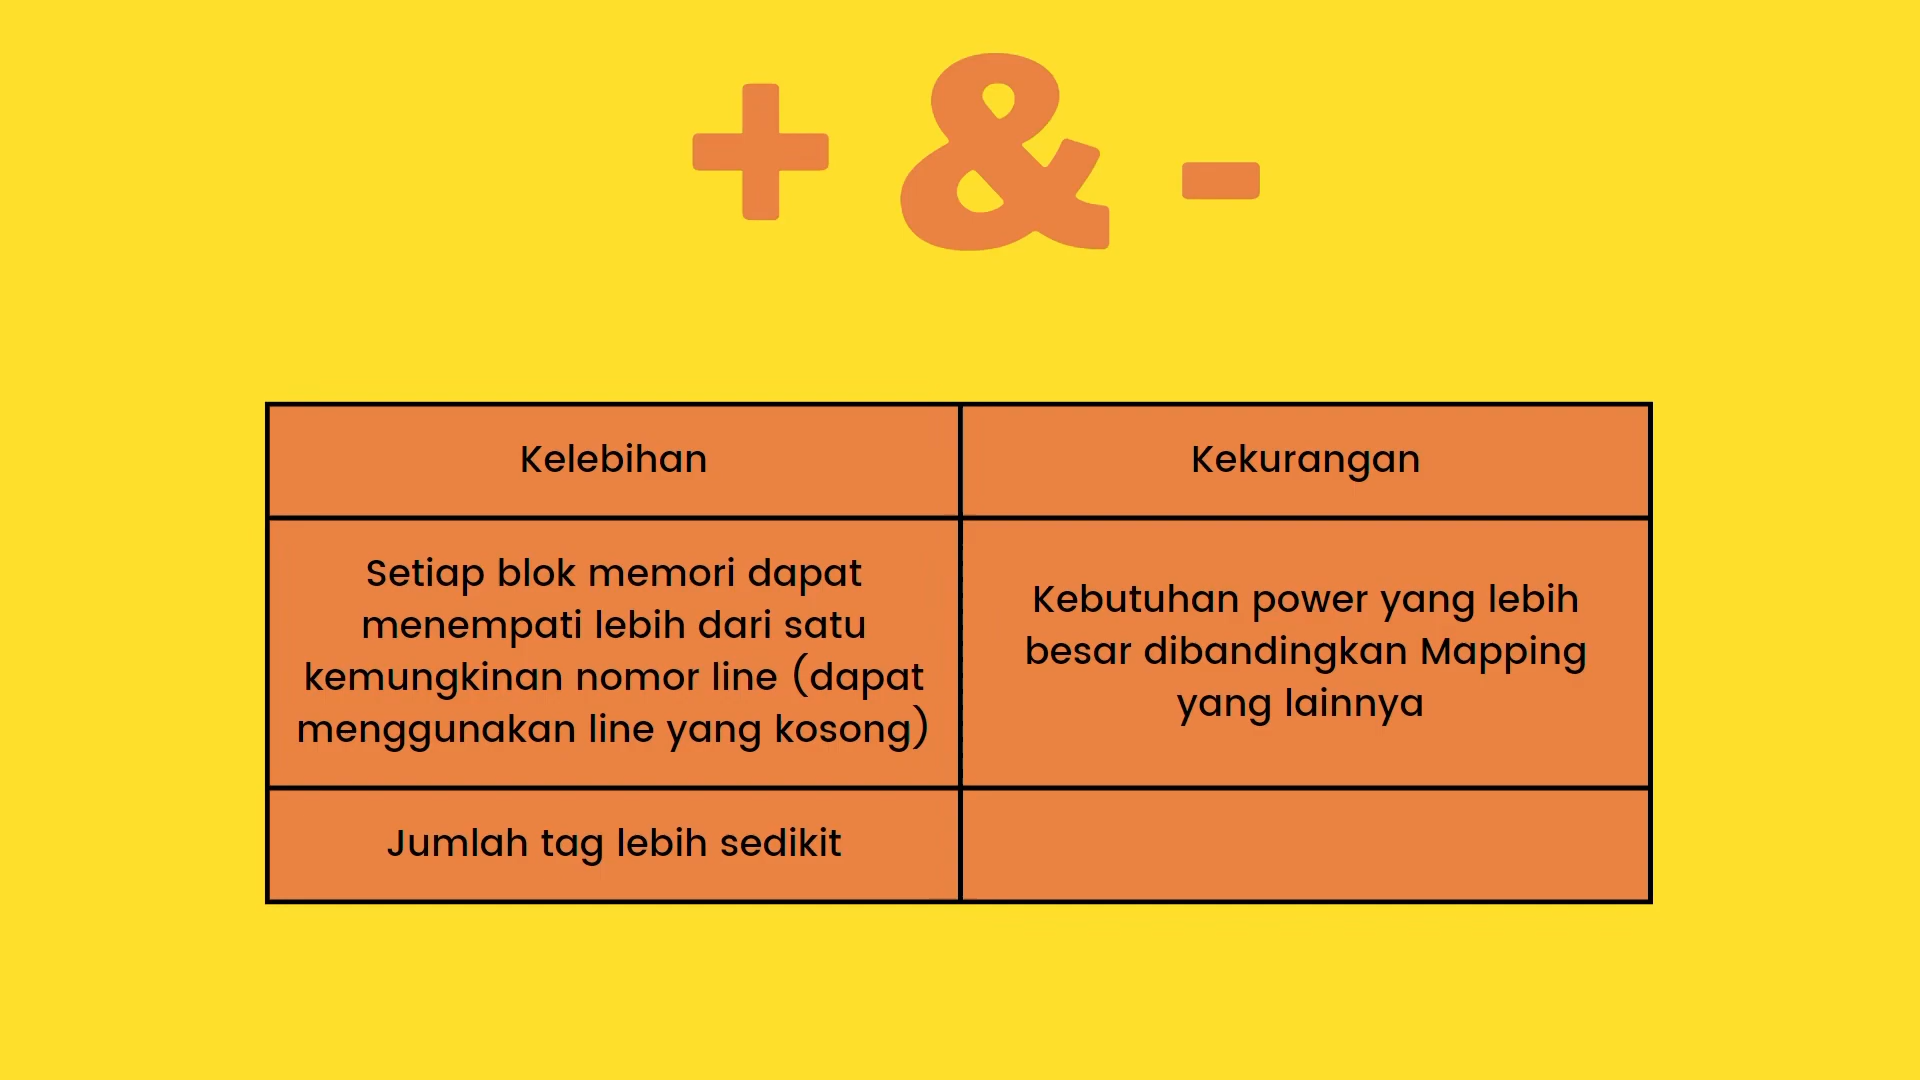 + & -
Kelebihan
Kekurangan
Setiap blok memori dapat
menempati lebih dari satu
kemungkinan nomor line (dapat
menggunakan line yang kosong)
Kebutuhan power yang lebih
besar dibandingkan Mapping
yang lainnya
Jumlah tag lebih sedikit